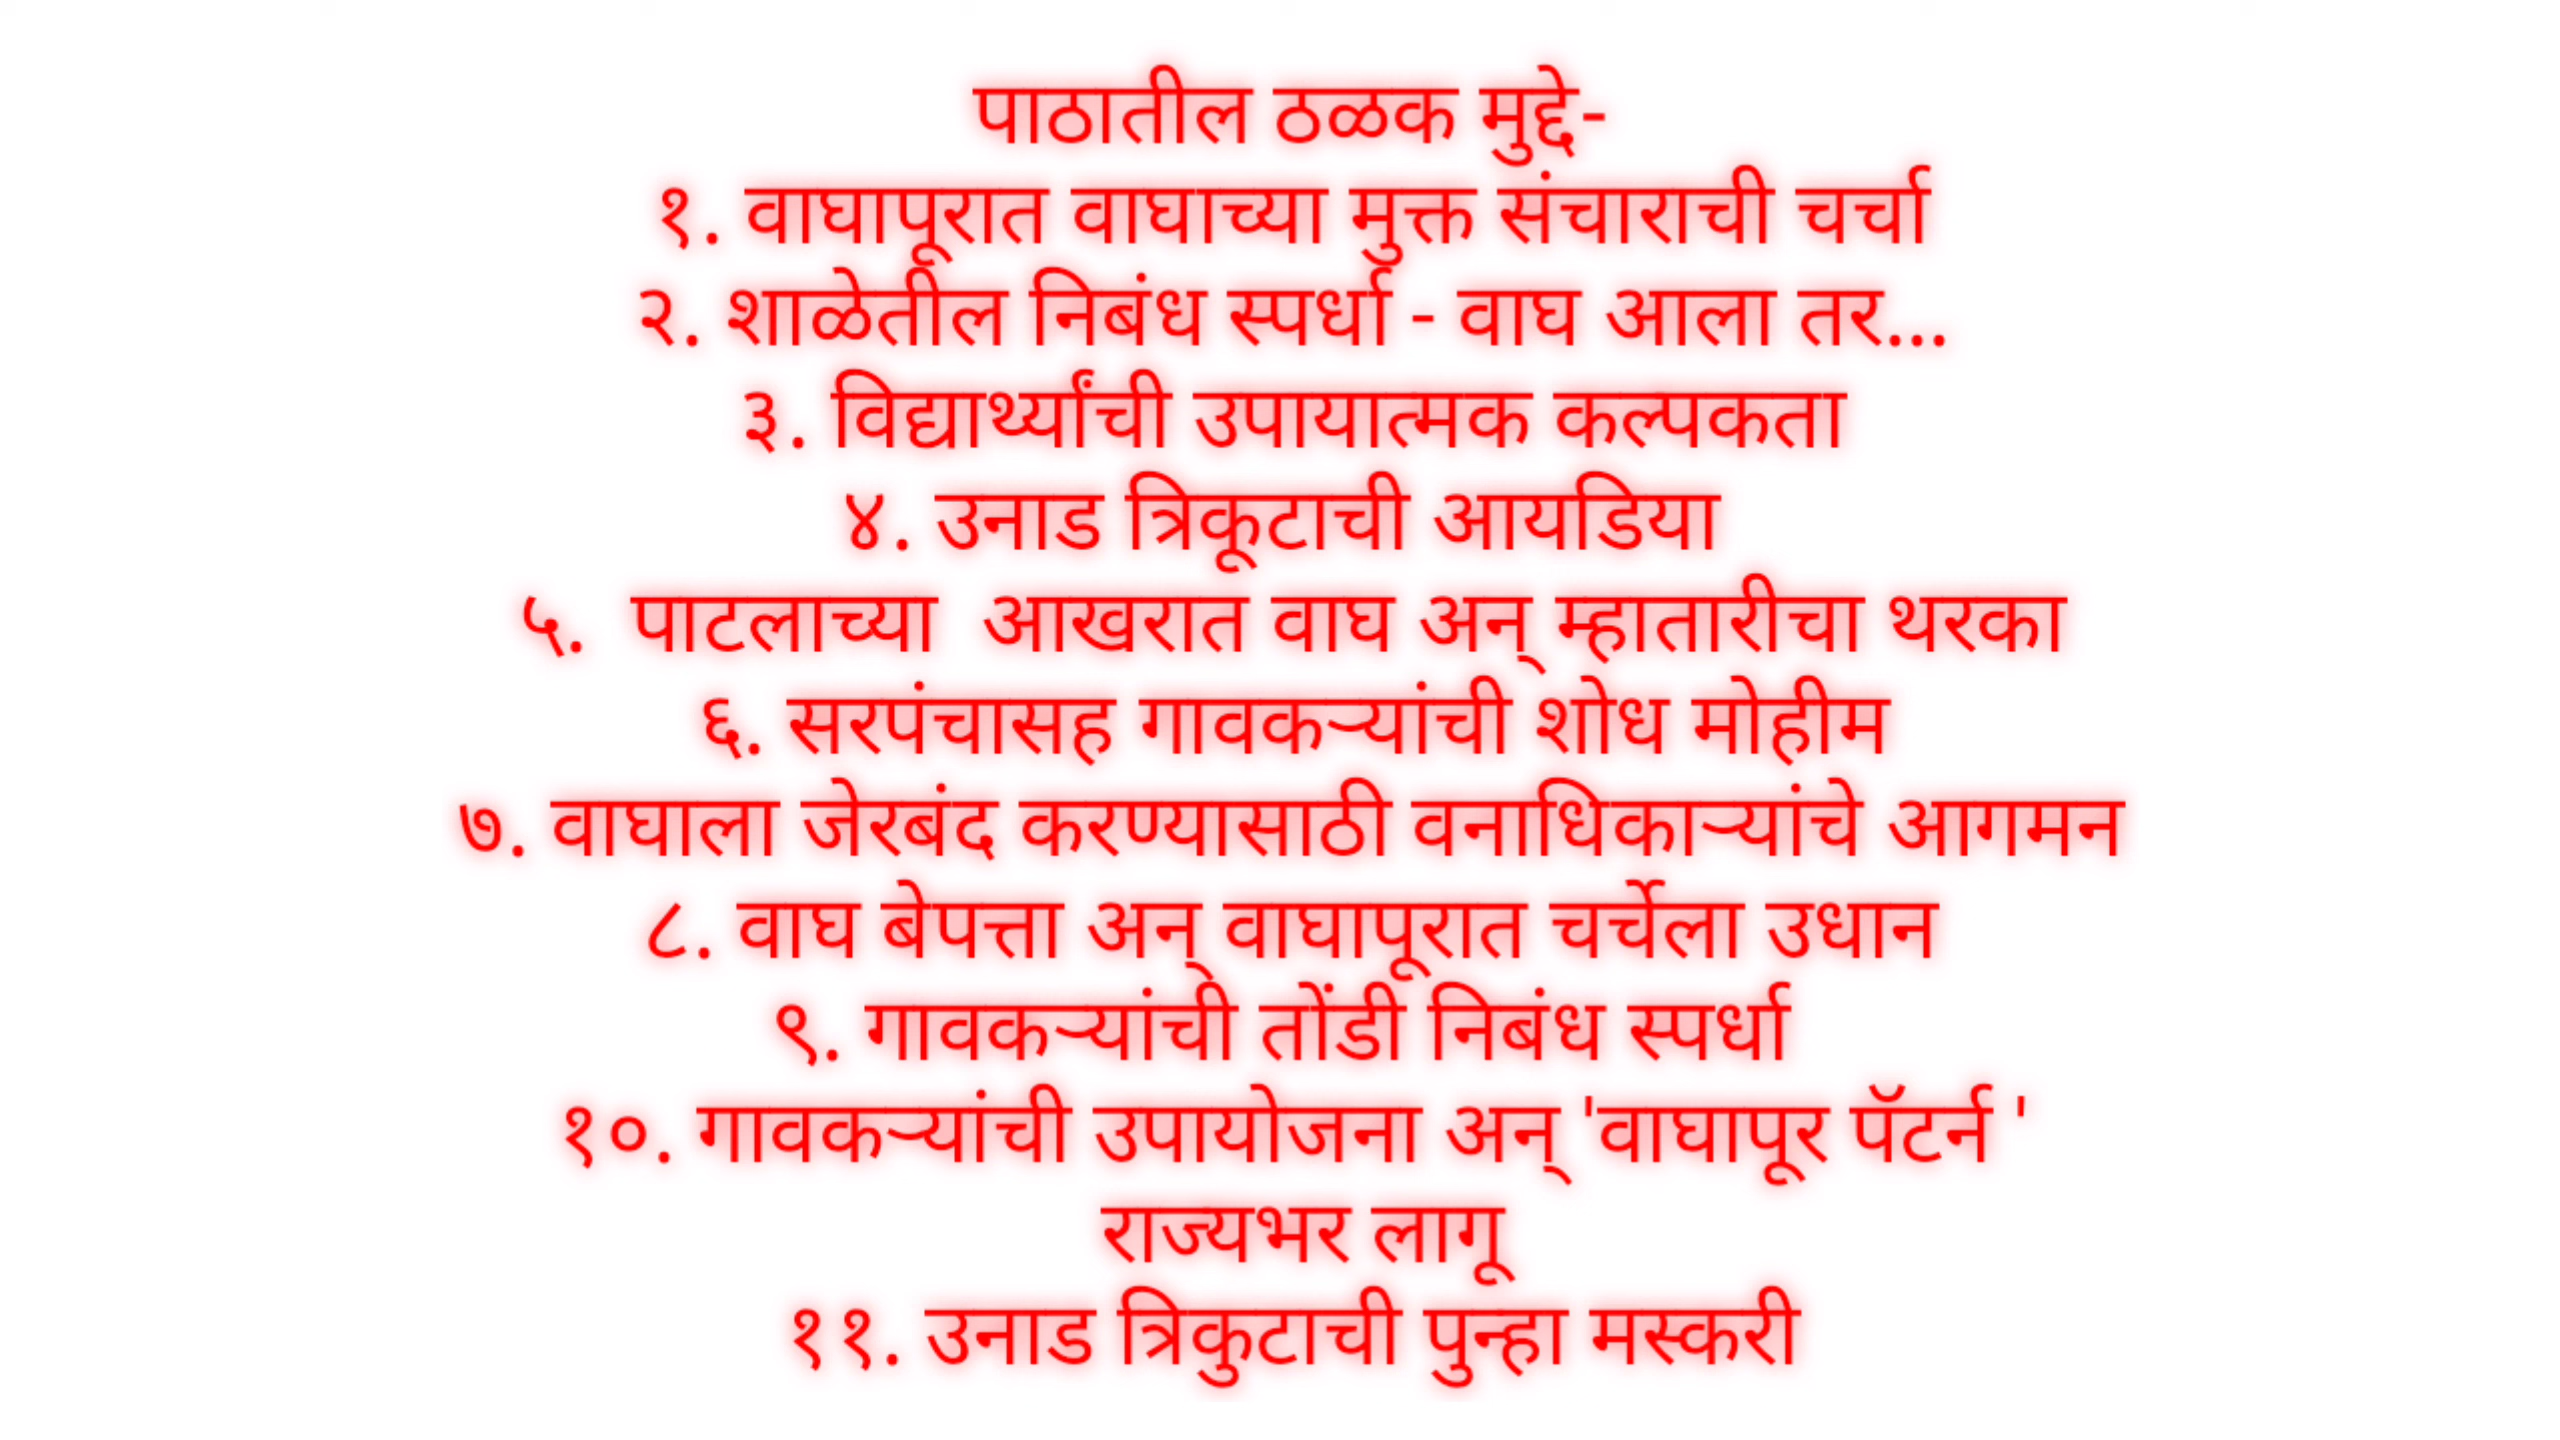 पाठातील ठळक मुद्दे-
१. वाघापूरात वाघाच्या मुक्त संचाराची चर्चा
२. शाळेतील निबंध स्पर्धा - वाघ आला तर...
३. विद्यार्थ्यांची उपायात्मक कल्पकता
४. उनाड त्रिकूटाची आयडिया
५.  पाटलाच्या  आखरात वाघ अन् म्हातारीचा थरका
६. सरपंचासह गावकऱ्यांची शोध मोहीम
७. वाघाला जेरबंद करण्यासाठी वनाधिकाऱ्यांचे आगमन
८. वाघ बेपत्ता अन् वाघापूरात चर्चेला उधान
९. गावकऱ्यांची तोंडी निबंध स्पर्धा
१०. गावकऱ्यांची उपायोजना अन् 'वाघापूर पॅटर्न '
राज्यभर लागू
११. उनाड त्रिकुटाची पुन्हा मस्करी